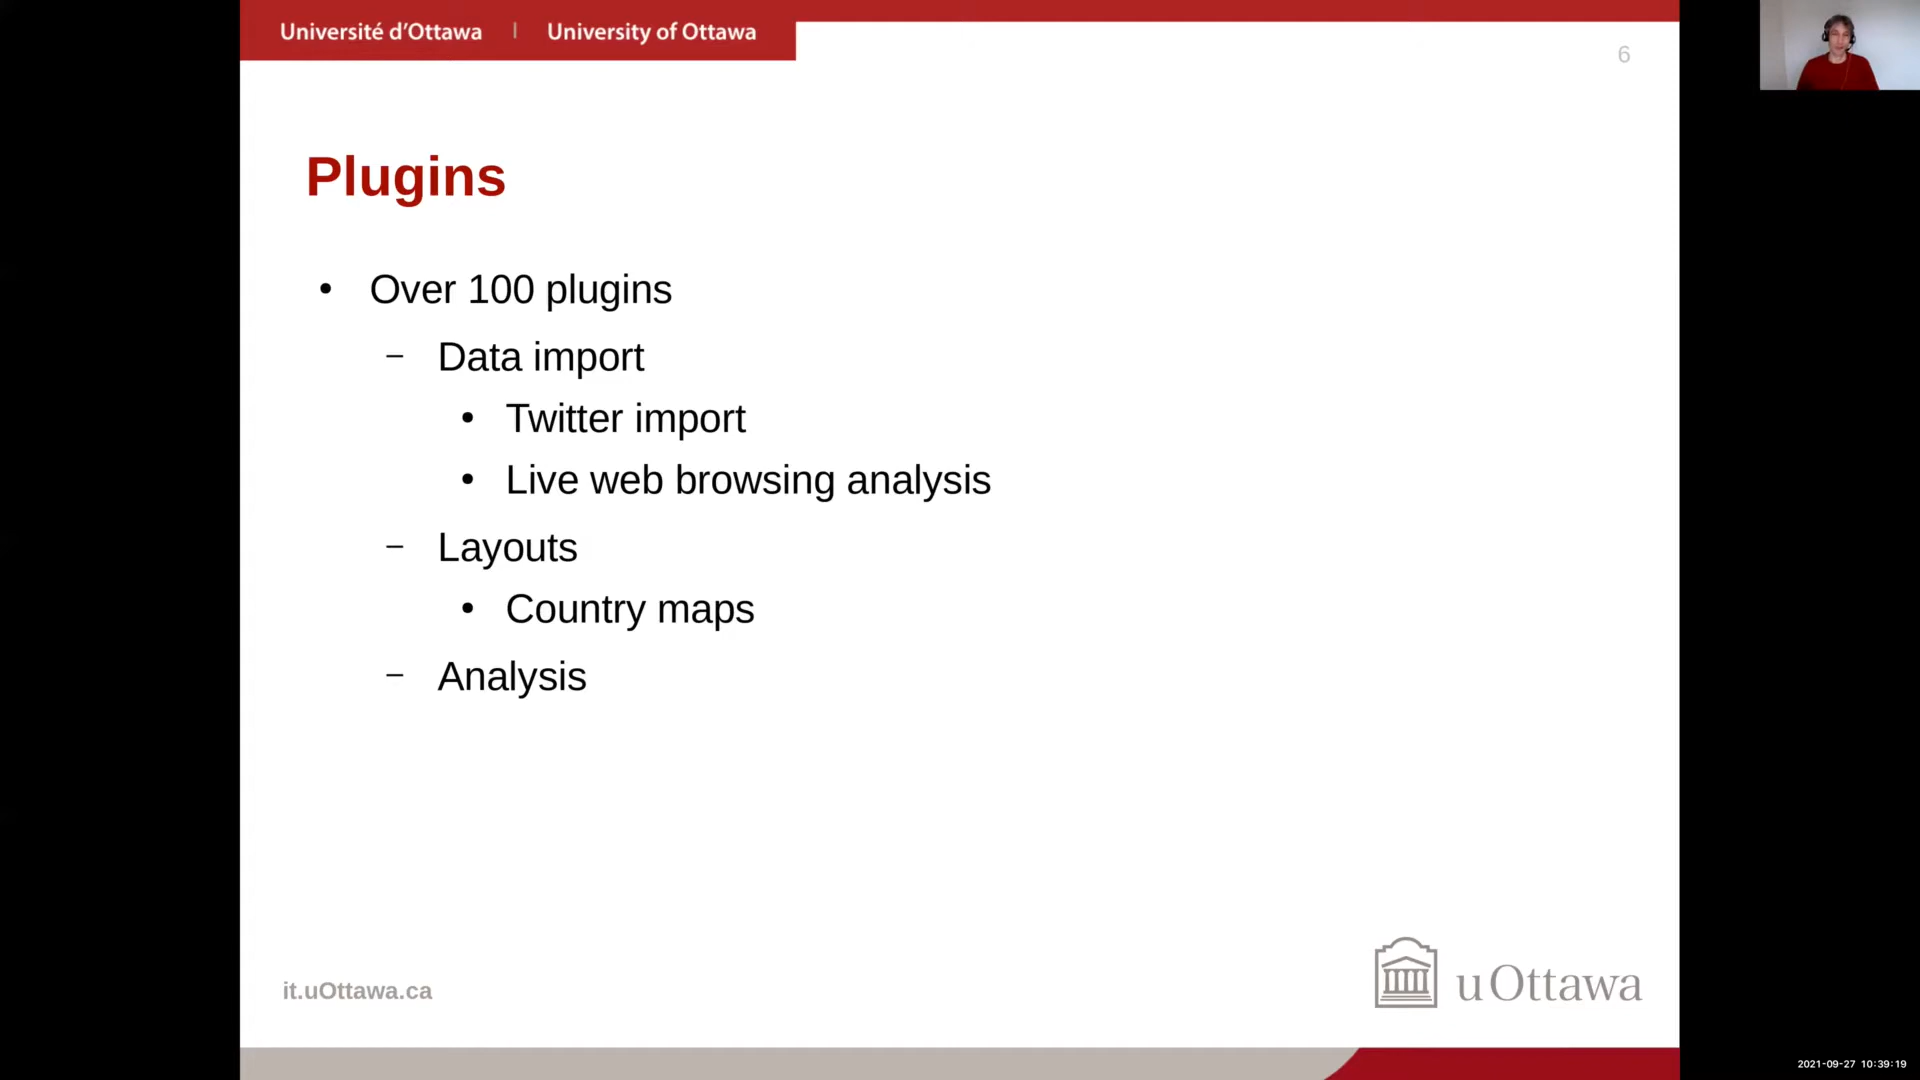 Université d'Ottawa | University of Ottawa
6
Plugins
• Over 100 plugins
– Data import
• Twitter import
• Live web browsing analysis
– Layouts
• Country maps
– Analysis
it.uOttawa.ca
uOttawa
2021-09-27 10:39:19